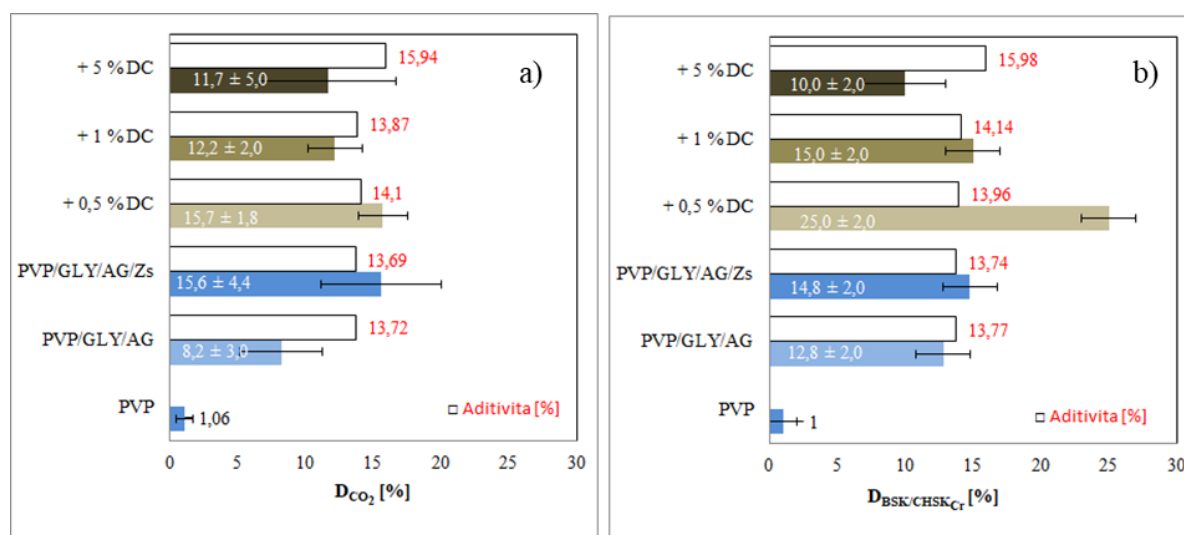 a)
+ 5 %DC
15,94
11,7 ± 5,0
+ 1 %DC
13,87
12,2 ± 2,0
+ 0,5 %DC
14,1
15,7 ± 1,8
PVP/GLY/AG/Zs
13,69
15,6 ± 4,4
PVP/GLY/AG
13,72
8,2 ± 3,0
PVP
1,06
Aditivita [%]
0 5 10 15 20 25 30
D_CO₂ [%]
b)
+ 5 %DC
15,98
10,0 ± 2,0
+ 1 %DC
14,14
15,0 ± 2,0
+ 0,5 %DC
13,96
25,0 ± 2,0
PVP/GLY/AG/Zs
13,74
14,8 ± 2,0
PVP/GLY/AG
13,77
12,8 ± 2,0
PVP
1
Aditivita [%]
0 5 10 15 20 25 30
D_BSK/CHSK_Cr [%]